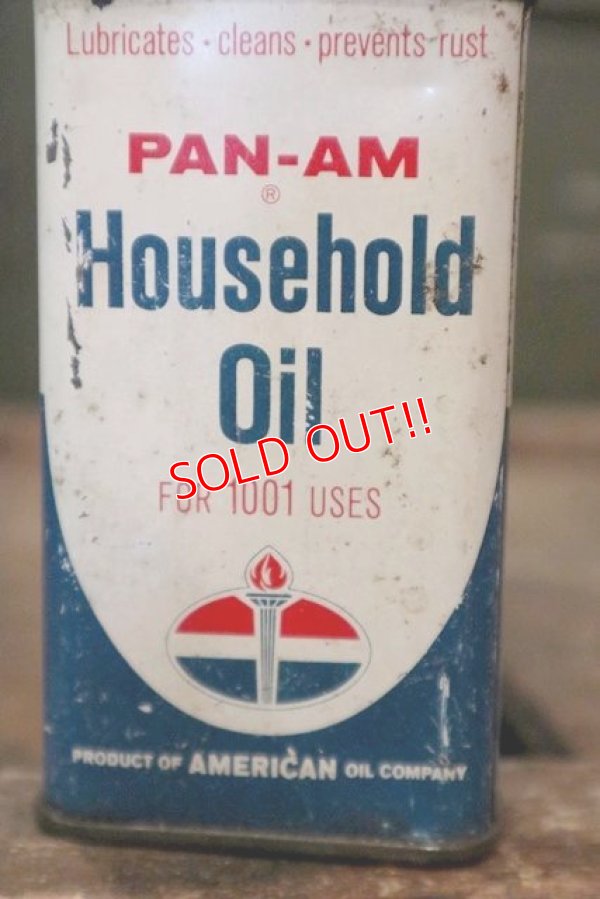 Lubricates · cleans · prevents rust
PAN-AM
®
Household
Oil
SOLD OUT!!
FOR 1001 USES
PRODUCT OF AMERICAN OIL COMPANY